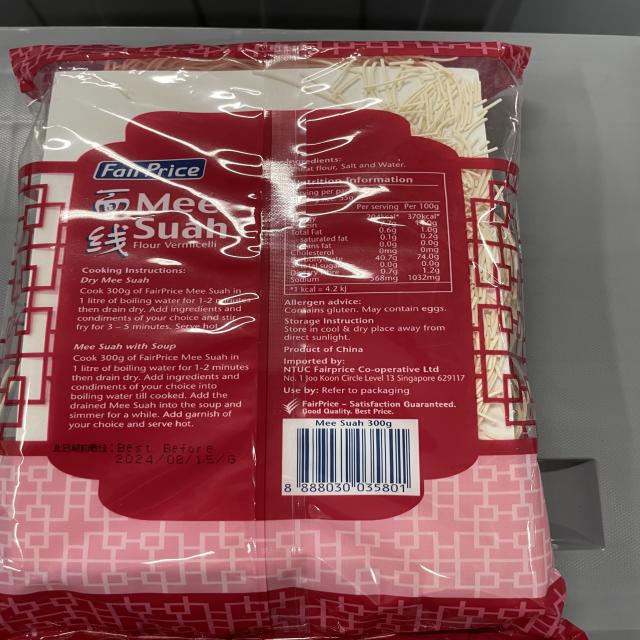 FairPrice
面线
Mee Suah
Flour Vermicelli
Cooking Instructions:
Dry Mee Suah
Cook 300g of FairPrice Mee Suah in
1 litre of boiling water for 1-2 minutes
then drain dry. Add ingredients and
condiments of your choice and stir
fry for 3 – 5 minutes. Serve hot
Mee Suah with Soup
Cook 300g of FairPrice Mee Suah in
1 litre of boiling water for 1-2 minutes
then drain dry. Add ingredients and
condiments of your choice into
boiling water till cooked. Add the
drained Mee Suah into the soup and
simmer for a while. Add garnish of
your choice and serve hot.
Best Before
2024/08/15/G
Ingredients:
flour, Salt and Water.
Nutrition Information
Per serving Per 100g
370kcal*
Total Fat 0.6g 1.0g
saturated fat 0.1g 0.2g
fat 0.0g 0.0g
Cholesterol 0mg 0mg
40.7g 74.0g
0.0g 0.0g
0.7g 1.2g
Sodium 568mg 1032mg
*1 kcal = 4.2 kJ
Allergen advice:
Contains gluten. May contain eggs.
Storage Instruction
Store in cool & dry place away from
direct sunlight.
Product of China
Imported by:
NTUC Fairprice Co-operative Ltd
No. 1 Joo Koon Circle Level 13 Singapore 629117
Use by: Refer to packaging
FairPrice – Satisfaction Guaranteed.
Good Quality. Best Price.
Mee Suah 300g
8 888030 035801